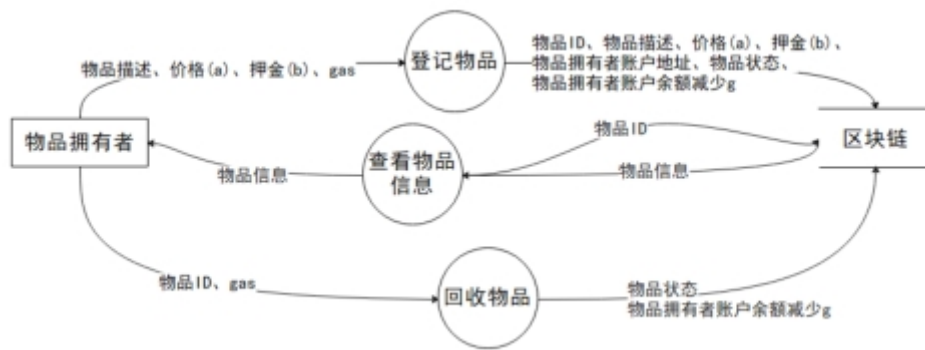 登记物品
物品描述、价格(a)、押金(b)、gas
物品ID、物品描述、价格(a)、押金(b)、
物品拥有者账户地址、物品状态、
物品拥有者账户余额减少g
物品拥有者
物品ID
区块链
查看物品
信息
物品信息
物品信息
物品ID、gas
回收物品
物品状态
物品拥有者账户余额减少g